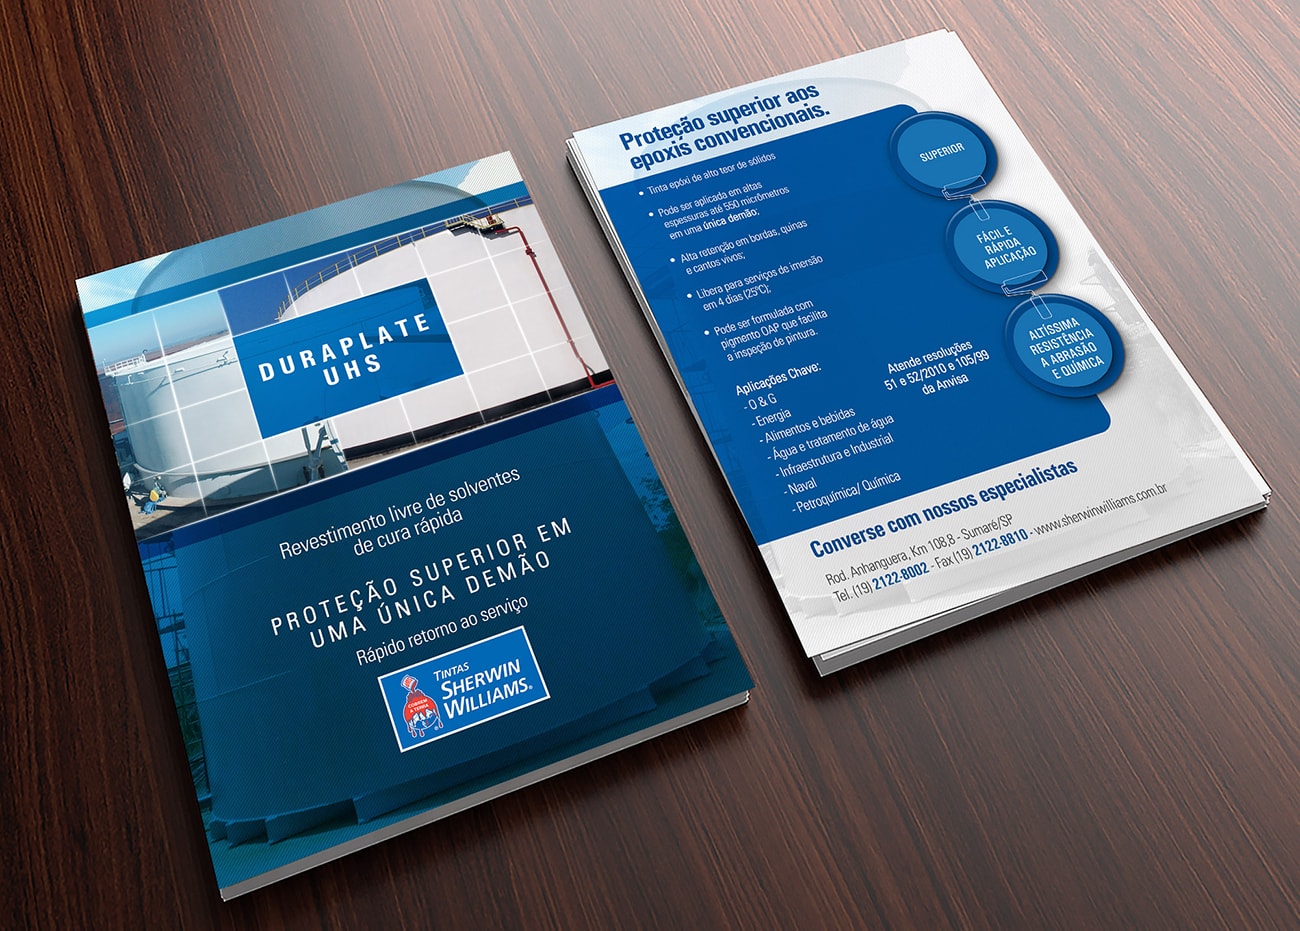 DURAPLATE
UHS
Revestimento livre de solventes
de cura rápida
PROTEÇÃO SUPERIOR EM
UMA ÚNICA DEMÃO
Rápido retorno ao serviço
TINTAS
SHERWIN
WILLIAMS®
COBREM
A TERRA
Proteção superior aos
epoxis convencionais.
• Tinta epóxi de alto teor de sólidos
• Pode ser aplicada em altas
espessuras até 550 micrômetros
em uma única demão;
• Alta retenção em bordas, quinas
e cantos vivos;
• Libera para serviços de imersão
em 4 dias (25ºC);
• Pode ser formulada com
pigmento OAP que facilita
a inspeção de pintura.
Aplicações Chave:
- O & G
- Energia
- Alimentos e bebidas
- Água e tratamento de água
- Infraestrutura e Industrial
- Naval
- Petroquímica/ Química
Atende resoluções
51 e 52/2010 e 105/99
da Anvisa
SUPERIOR
FÁCIL E
RÁPIDA
APLICAÇÃO
ALTÍSSIMA
RESISTÊNCIA
A ABRASÃO
E QUÍMICA
Converse com nossos especialistas
Rod. Anhanguera, Km 108,8 - Sumaré/SP
Tel. (19) 2122-8002 - Fax (19) 2122-8810 - www.sherwinwilliams.com.br